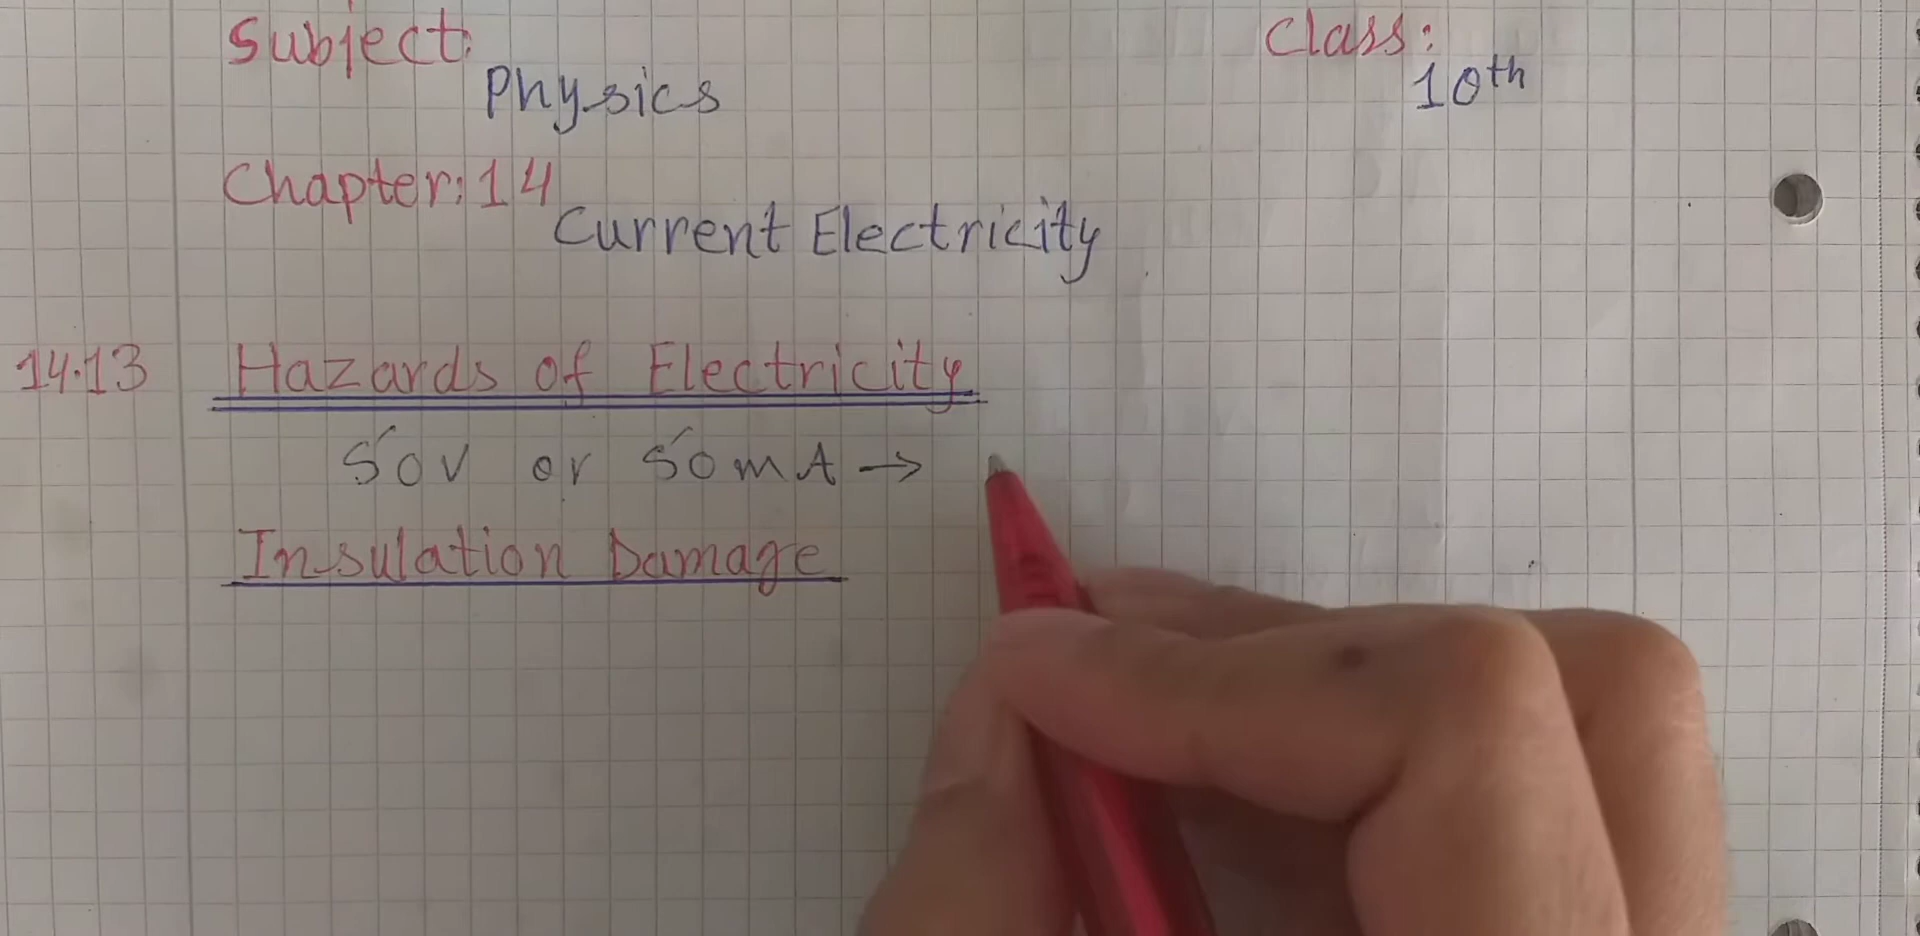 Subject:
Class:
Physics
10th
Chapter: 14
Current Electricity
14.13 Hazards of Electricity
50V or 50mA →
Insulation Damage